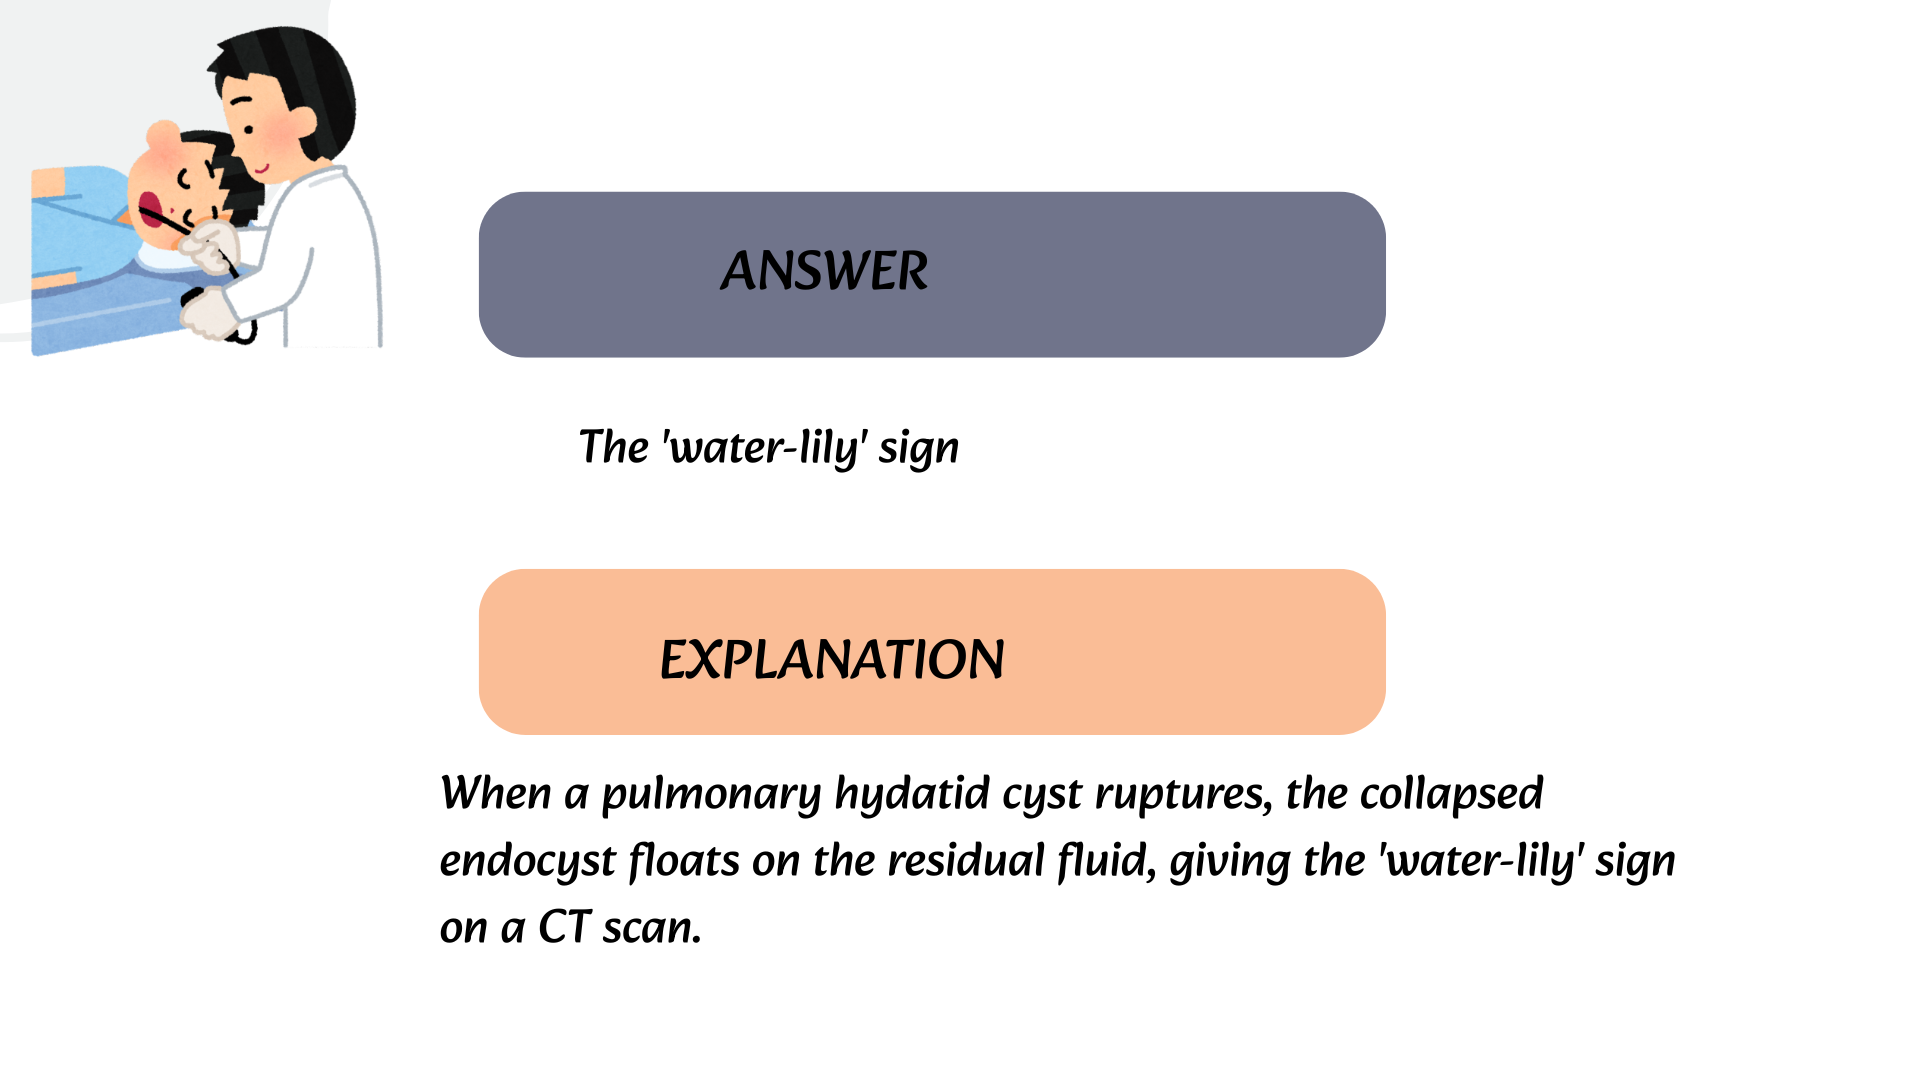 ANSWER
The 'water-lily' sign
EXPLANATION
When a pulmonary hydatid cyst ruptures, the collapsed
endocyst floats on the residual fluid, giving the 'water-lily' sign
on a CT scan.